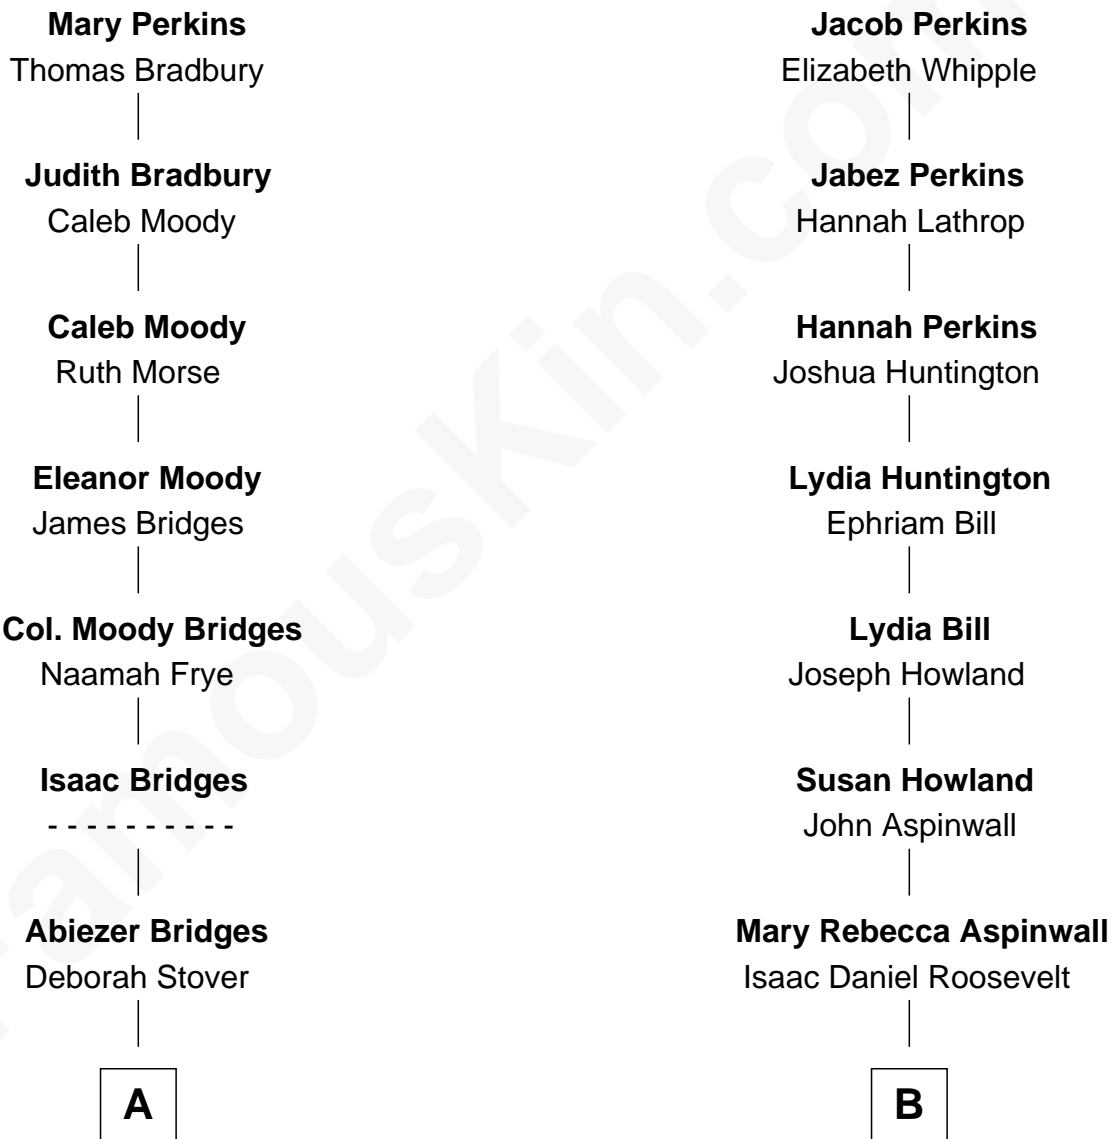 Mary Perkins
Thomas Bradbury
Judith Bradbury
Caleb Moody
Caleb Moody
Ruth Morse
Eleanor Moody
James Bridges
Col. Moody Bridges
Naamah Frye
Isaac Bridges
- - - - - - - - - -
Abiezer Bridges
Deborah Stover
A
Jacob Perkins
Elizabeth Whipple
Jabez Perkins
Hannah Lathrop
Hannah Perkins
Joshua Huntington
Lydia Huntington
Ephriam Bill
Lydia Bill
Joseph Howland
Susan Howland
John Aspinwall
Mary Rebecca Aspinwall
Isaac Daniel Roosevelt
B
FamousKin.com